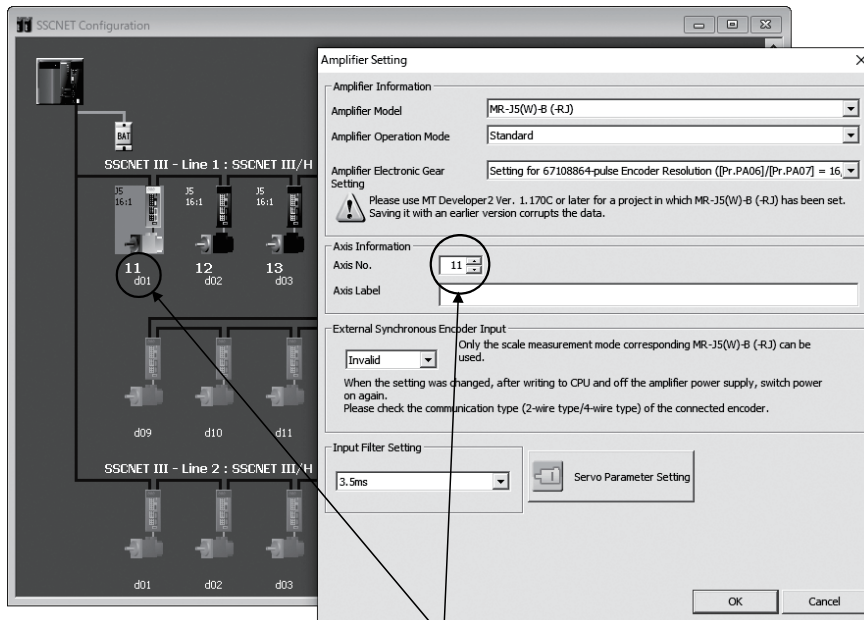 SSCNET Configuration
BAT
SSCNET III - Line 1 : SSCNET III/H
J5 J5 J5
16:1 16:1 16:1
11 12 13
d01 d02 d03
d09 d10 d11
SSCNET III - Line 2 : SSCNET III/H
d01 d02 d03
Amplifier Setting
Amplifier Information
Amplifier Model MR-J5(W)-B (-RJ)
Amplifier Operation Mode Standard
Amplifier Electronic Gear Setting for 67108864-pulse Encoder Resolution ([Pr.PA06]/[Pr.PA07] = 16,
Setting
Please use MT Developer2 Ver. 1.170C or later for a project in which MR-J5(W)-B (-RJ) has been set.
Saving it with an earlier version corrupts the data.
Axis Information
Axis No. 11
Axis Label
External Synchronous Encoder Input
Invalid
Only the scale measurement mode corresponding MR-J5(W)-B (-RJ) can be
used.
When the setting was changed, after writing to CPU and off the amplifier power supply, switch power
on again.
Please check the communication type (2-wire type/4-wire type) of the connected encoder.
Input Filter Setting
3.5ms
Servo Parameter Setting
OK Cancel